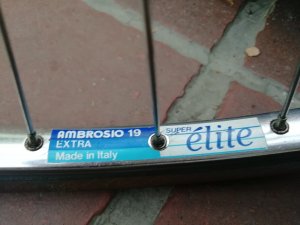 AMBROSIO 19
EXTRA
Made in Italy
SUPER
élite